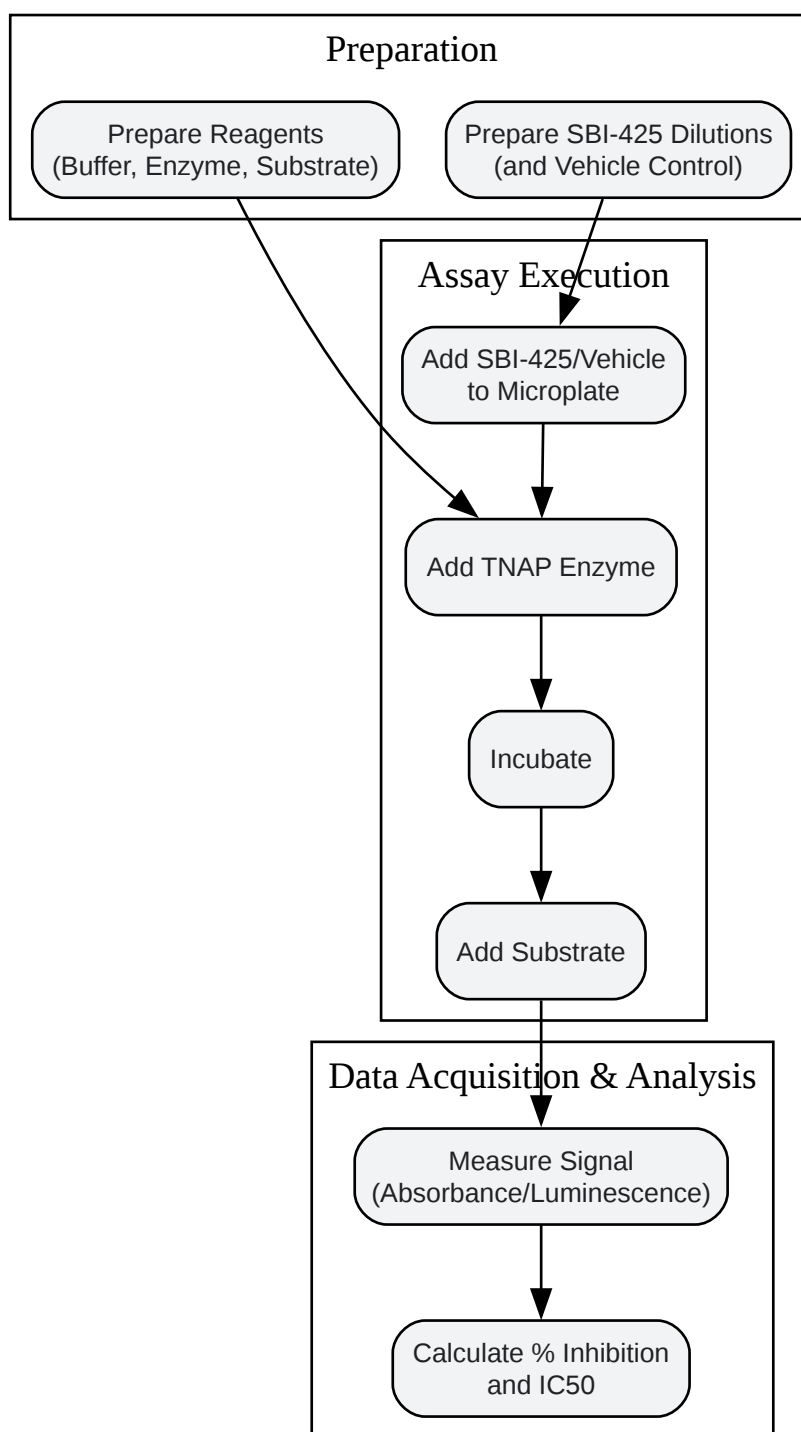 Preparation
Prepare Reagents
(Buffer, Enzyme, Substrate)
Prepare SBI-425 Dilutions
(and Vehicle Control)
Assay Execution
Add SBI-425/Vehicle
to Microplate
Add TNAP Enzyme
Incubate
Add Substrate
Data Acquisition & Analysis
Measure Signal
(Absorbance/Luminescence)
Calculate % Inhibition
and IC50